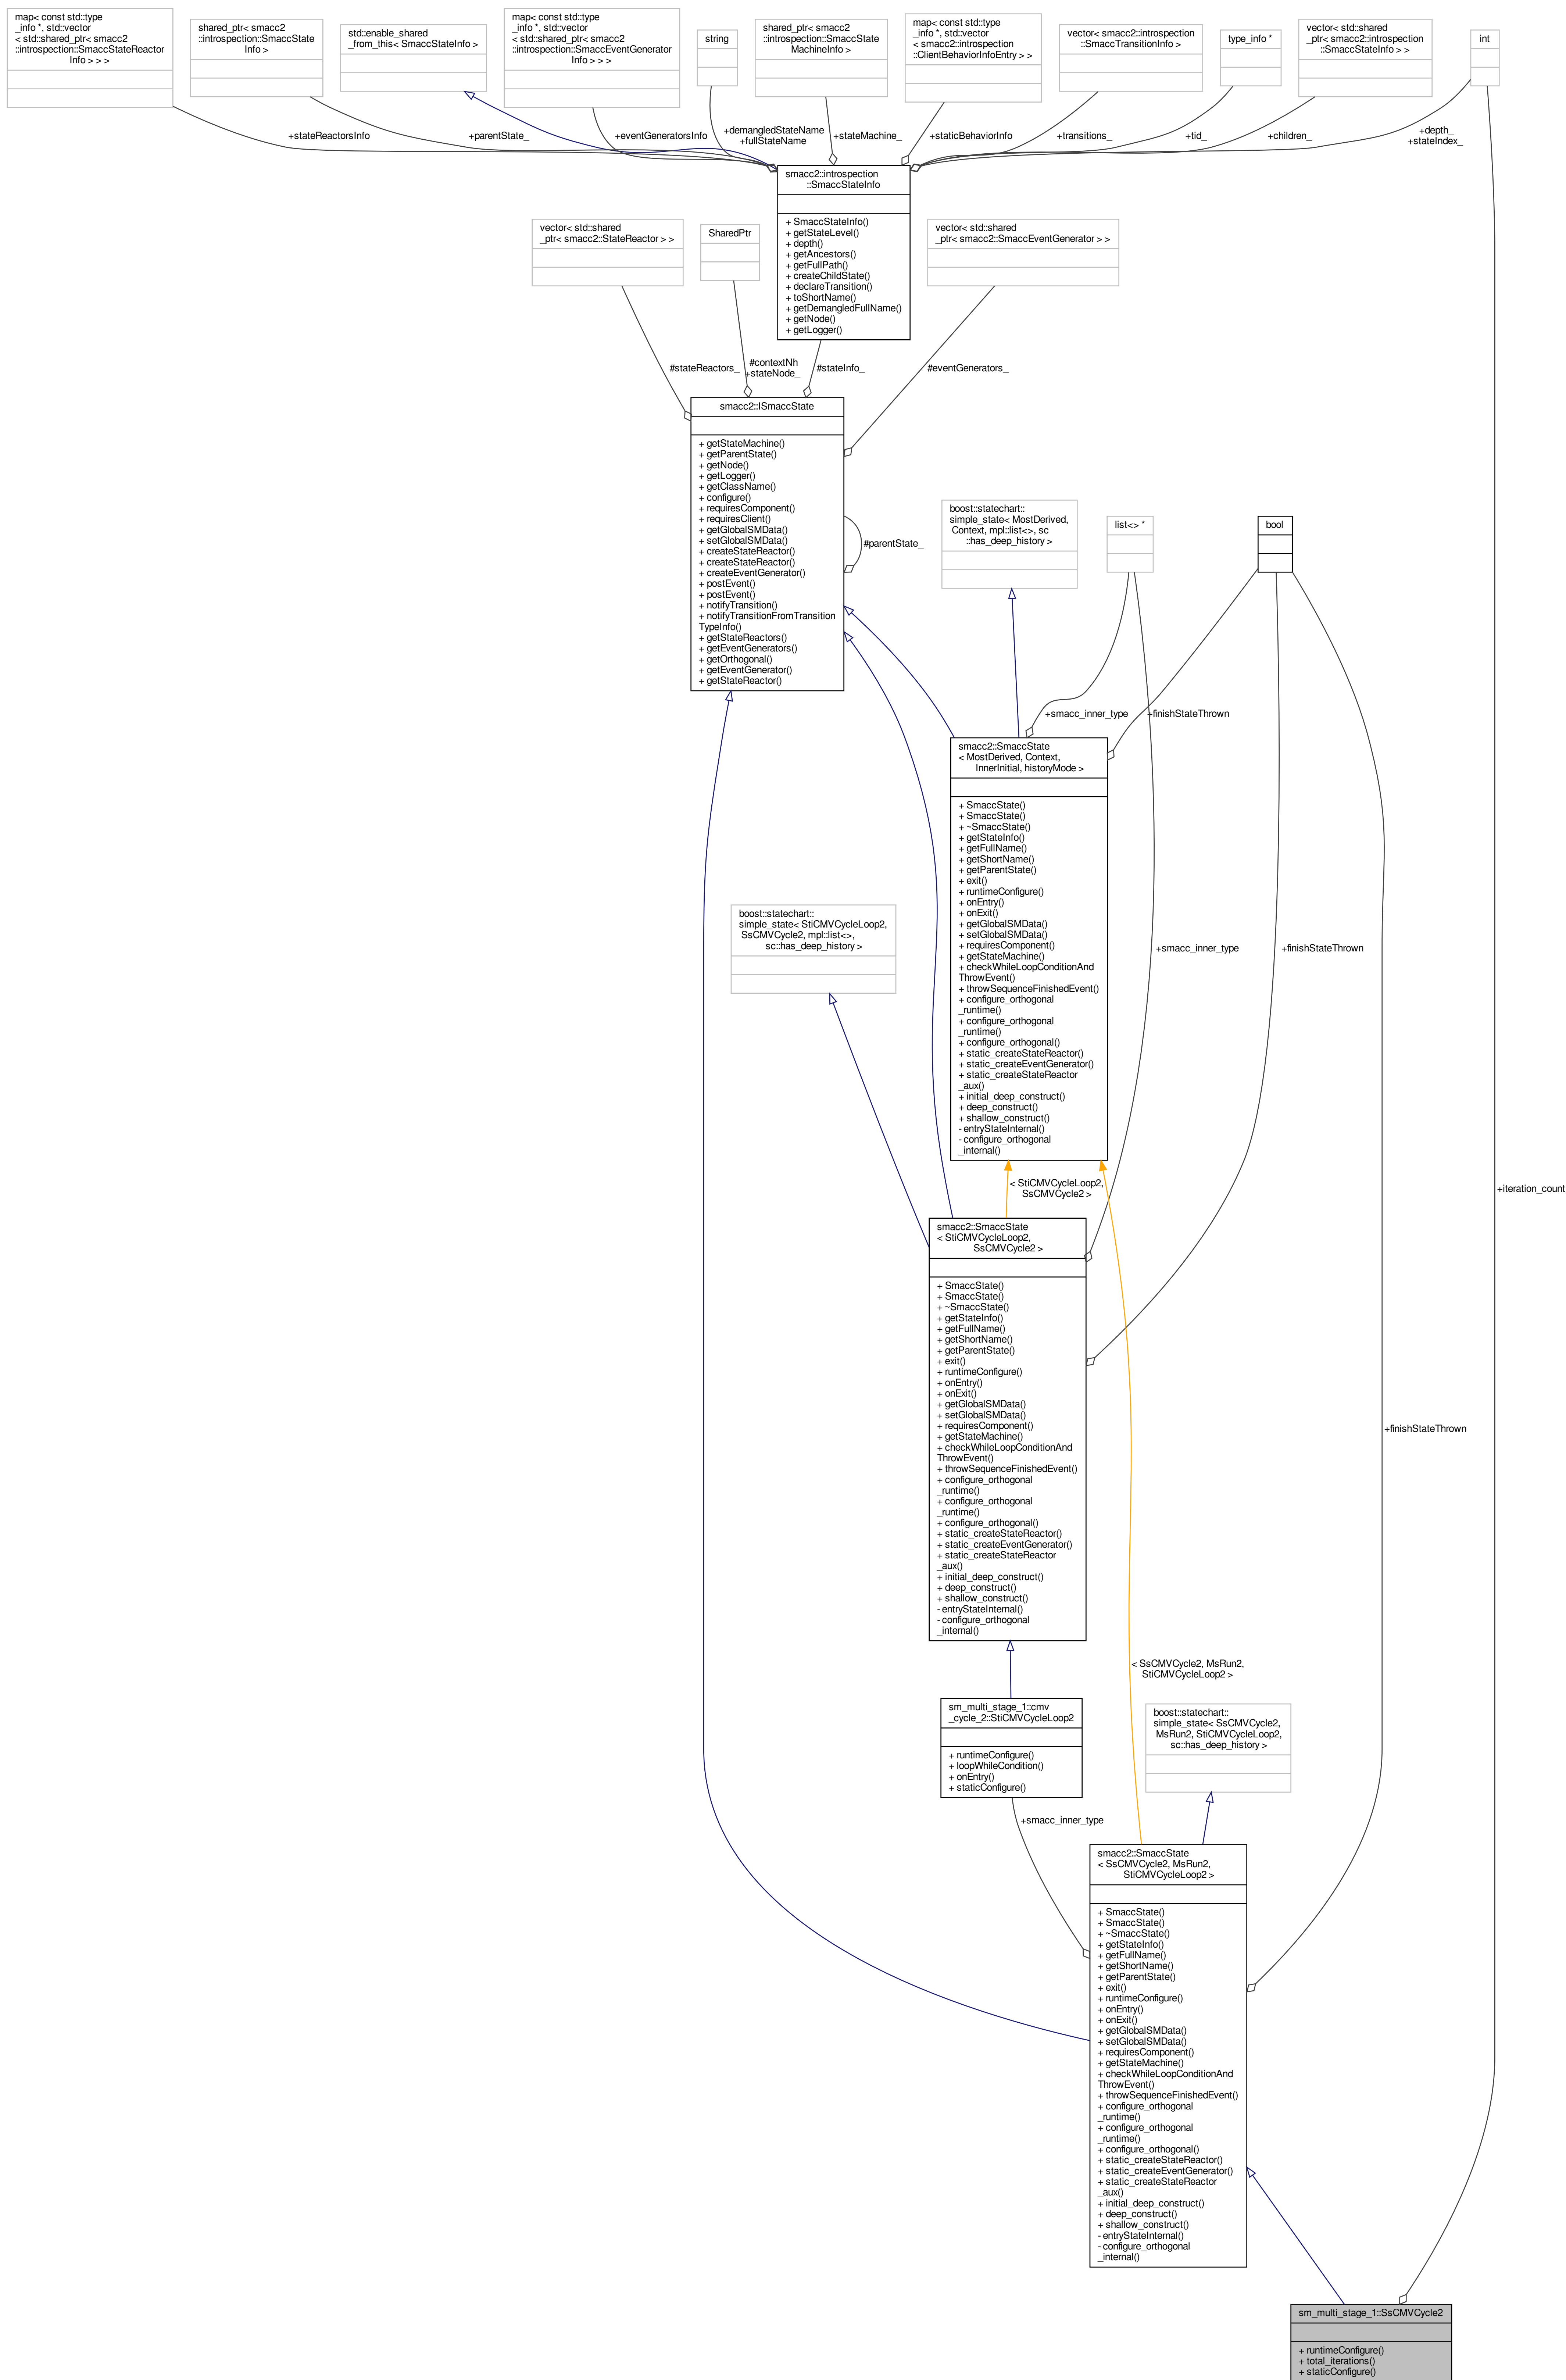 map< const std::type
_info *, std::vector
< std::shared_ptr< smacc2
::introspection::SmaccStateReactor
Info > > >
shared_ptr< smacc2
::introspection::SmaccState
Info >
std::enable_shared
_from_this< SmaccStateInfo >
map< const std::type
_info *, std::vector
< std::shared_ptr< smacc2
::introspection::SmaccEventGenerator
Info > > >
string
shared_ptr< smacc2
::introspection::SmaccState
MachineInfo >
map< const std::type
_info *, std::vector
< smacc2::introspection
::ClientBehaviorInfoEntry > >
vector< smacc2::introspection
::SmaccTransitionInfo >
type_info *
vector< std::shared
_ptr< smacc2::introspection
::SmaccStateInfo > >
int
+stateReactorsInfo
+parentState_
+eventGeneratorsInfo
+demangledStateName
+fullStateName
+stateMachine_
+staticBehaviorInfo
+transitions_
+tid_
+children_
+depth_
+stateIndex_
smacc2::introspection
::SmaccStateInfo
+ SmaccStateInfo()
+ getStateLevel()
+ depth()
+ getAncestors()
+ getFullPath()
+ createChildState()
+ declareTransition()
+ toShortName()
+ getDemangledFullName()
+ getNode()
+ getLogger()
vector< std::shared
_ptr< smacc2::StateReactor > >
SharedPtr
vector< std::shared
_ptr< smacc2::SmaccEventGenerator > >
#stateReactors_
#contextNh
+stateNode_
#stateInfo_
#eventGenerators_
smacc2::ISmaccState
+ getStateMachine()
+ getParentState()
+ getNode()
+ getLogger()
+ getClassName()
+ configure()
+ requiresComponent()
+ requiresClient()
+ getGlobalSMData()
+ setGlobalSMData()
+ createStateReactor()
+ createStateReactor()
+ createEventGenerator()
+ postEvent()
+ postEvent()
+ notifyTransition()
+ notifyTransitionFromTransition
TypeInfo()
+ getStateReactors()
+ getEventGenerators()
+ getOrthogonal()
+ getEventGenerator()
+ getStateReactor()
#parentState_
boost::statechart::
simple_state< MostDerived,
Context, mpl::list<>, sc
::has_deep_history >
list<> *
bool
+smacc_inner_type
+finishStateThrown
smacc2::SmaccState
< MostDerived, Context,
InnerInitial, historyMode >
+ SmaccState()
+ SmaccState()
+ ~SmaccState()
+ getStateInfo()
+ getFullName()
+ getShortName()
+ getParentState()
+ exit()
+ runtimeConfigure()
+ onEntry()
+ onExit()
+ getGlobalSMData()
+ setGlobalSMData()
+ requiresComponent()
+ getStateMachine()
+ checkWhileLoopConditionAnd
ThrowEvent()
+ throwSequenceFinishedEvent()
+ configure_orthogonal
_runtime()
+ configure_orthogonal
_runtime()
+ configure_orthogonal()
+ static_createStateReactor()
+ static_createEventGenerator()
+ static_createStateReactor
_aux()
+ initial_deep_construct()
+ deep_construct()
+ shallow_construct()
- entryStateInternal()
- configure_orthogonal
_internal()
boost::statechart::
simple_state< StiCMVCycleLoop2,
SsCMVCycle2, mpl::list<>,
sc::has_deep_history >
+smacc_inner_type
+finishStateThrown
< StiCMVCycleLoop2,
SsCMVCycle2 >
+iteration_count
smacc2::SmaccState
< StiCMVCycleLoop2,
SsCMVCycle2 >
+ SmaccState()
+ SmaccState()
+ ~SmaccState()
+ getStateInfo()
+ getFullName()
+ getShortName()
+ getParentState()
+ exit()
+ runtimeConfigure()
+ onEntry()
+ onExit()
+ getGlobalSMData()
+ setGlobalSMData()
+ requiresComponent()
+ getStateMachine()
+ checkWhileLoopConditionAnd
ThrowEvent()
+ throwSequenceFinishedEvent()
+ configure_orthogonal
_runtime()
+ configure_orthogonal
_runtime()
+ configure_orthogonal()
+ static_createStateReactor()
+ static_createEventGenerator()
+ static_createStateReactor
_aux()
+ initial_deep_construct()
+ deep_construct()
+ shallow_construct()
- entryStateInternal()
- configure_orthogonal
_internal()
+finishStateThrown
< SsCMVCycle2, MsRun2,
StiCMVCycleLoop2 >
sm_multi_stage_1::cmv
_cycle_2::StiCMVCycleLoop2
+ runtimeConfigure()
+ loopWhileCondition()
+ onEntry()
+ staticConfigure()
boost::statechart::
simple_state< SsCMVCycle2,
MsRun2, StiCMVCycleLoop2,
sc::has_deep_history >
+smacc_inner_type
smacc2::SmaccState
< SsCMVCycle2, MsRun2,
StiCMVCycleLoop2 >
+ SmaccState()
+ SmaccState()
+ ~SmaccState()
+ getStateInfo()
+ getFullName()
+ getShortName()
+ getParentState()
+ exit()
+ runtimeConfigure()
+ onEntry()
+ onExit()
+ getGlobalSMData()
+ setGlobalSMData()
+ requiresComponent()
+ getStateMachine()
+ checkWhileLoopConditionAnd
ThrowEvent()
+ throwSequenceFinishedEvent()
+ configure_orthogonal
_runtime()
+ configure_orthogonal
_runtime()
+ configure_orthogonal()
+ static_createStateReactor()
+ static_createEventGenerator()
+ static_createStateReactor
_aux()
+ initial_deep_construct()
+ deep_construct()
+ shallow_construct()
- entryStateInternal()
- configure_orthogonal
_internal()
sm_multi_stage_1::SsCMVCycle2
+ runtimeConfigure()
+ total_iterations()
+ staticConfigure()